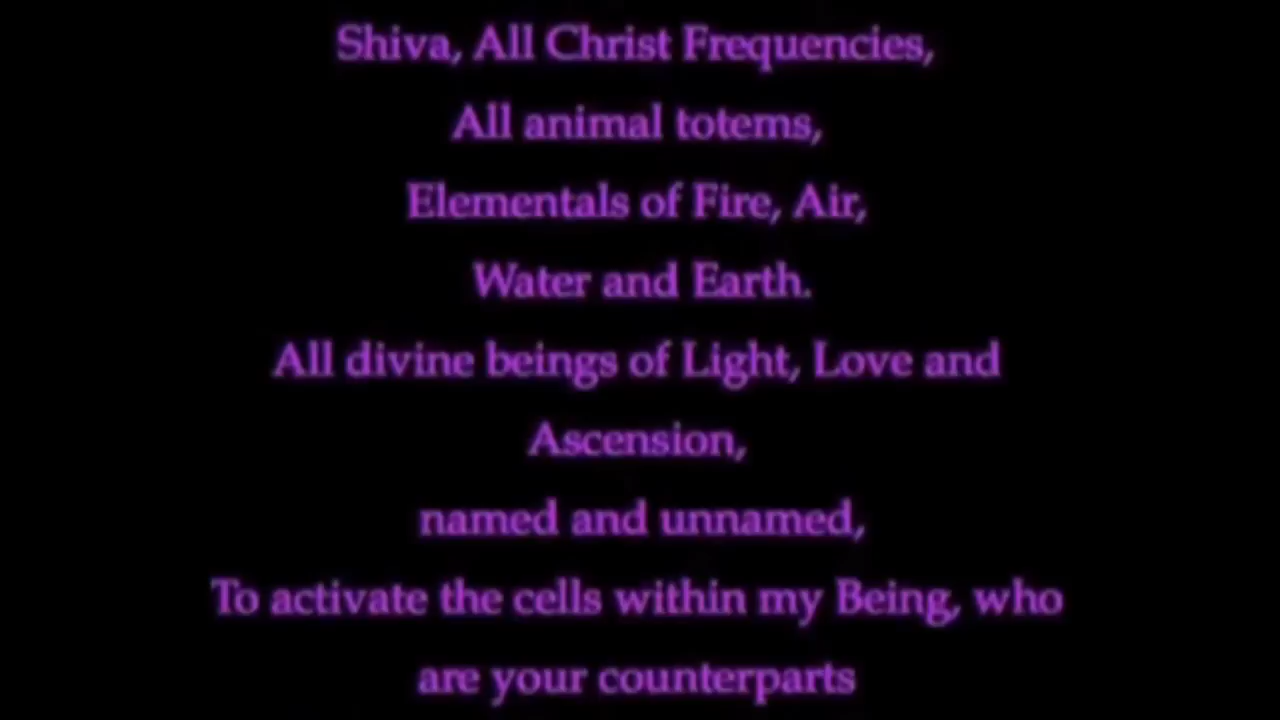 Shiva, All Christ Frequencies,
All animal totems,
Elementals of Fire, Air,
Water and Earth.
All divine beings of Light, Love and
Ascension,
named and unnamed,
To activate the cells within my Being, who
are your counterparts